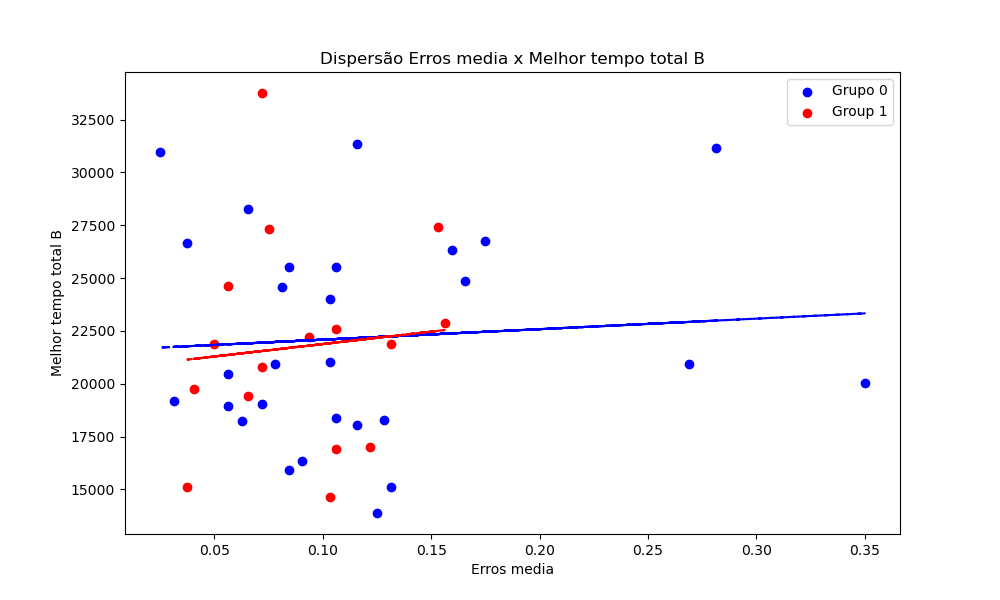 Dispersão Erros media x Melhor tempo total B
Grupo 0
Group 1
Melhor tempo total B
32500
30000
27500
25000
22500
20000
17500
15000
0.05 0.10 0.15 0.20 0.25 0.30 0.35
Erros media